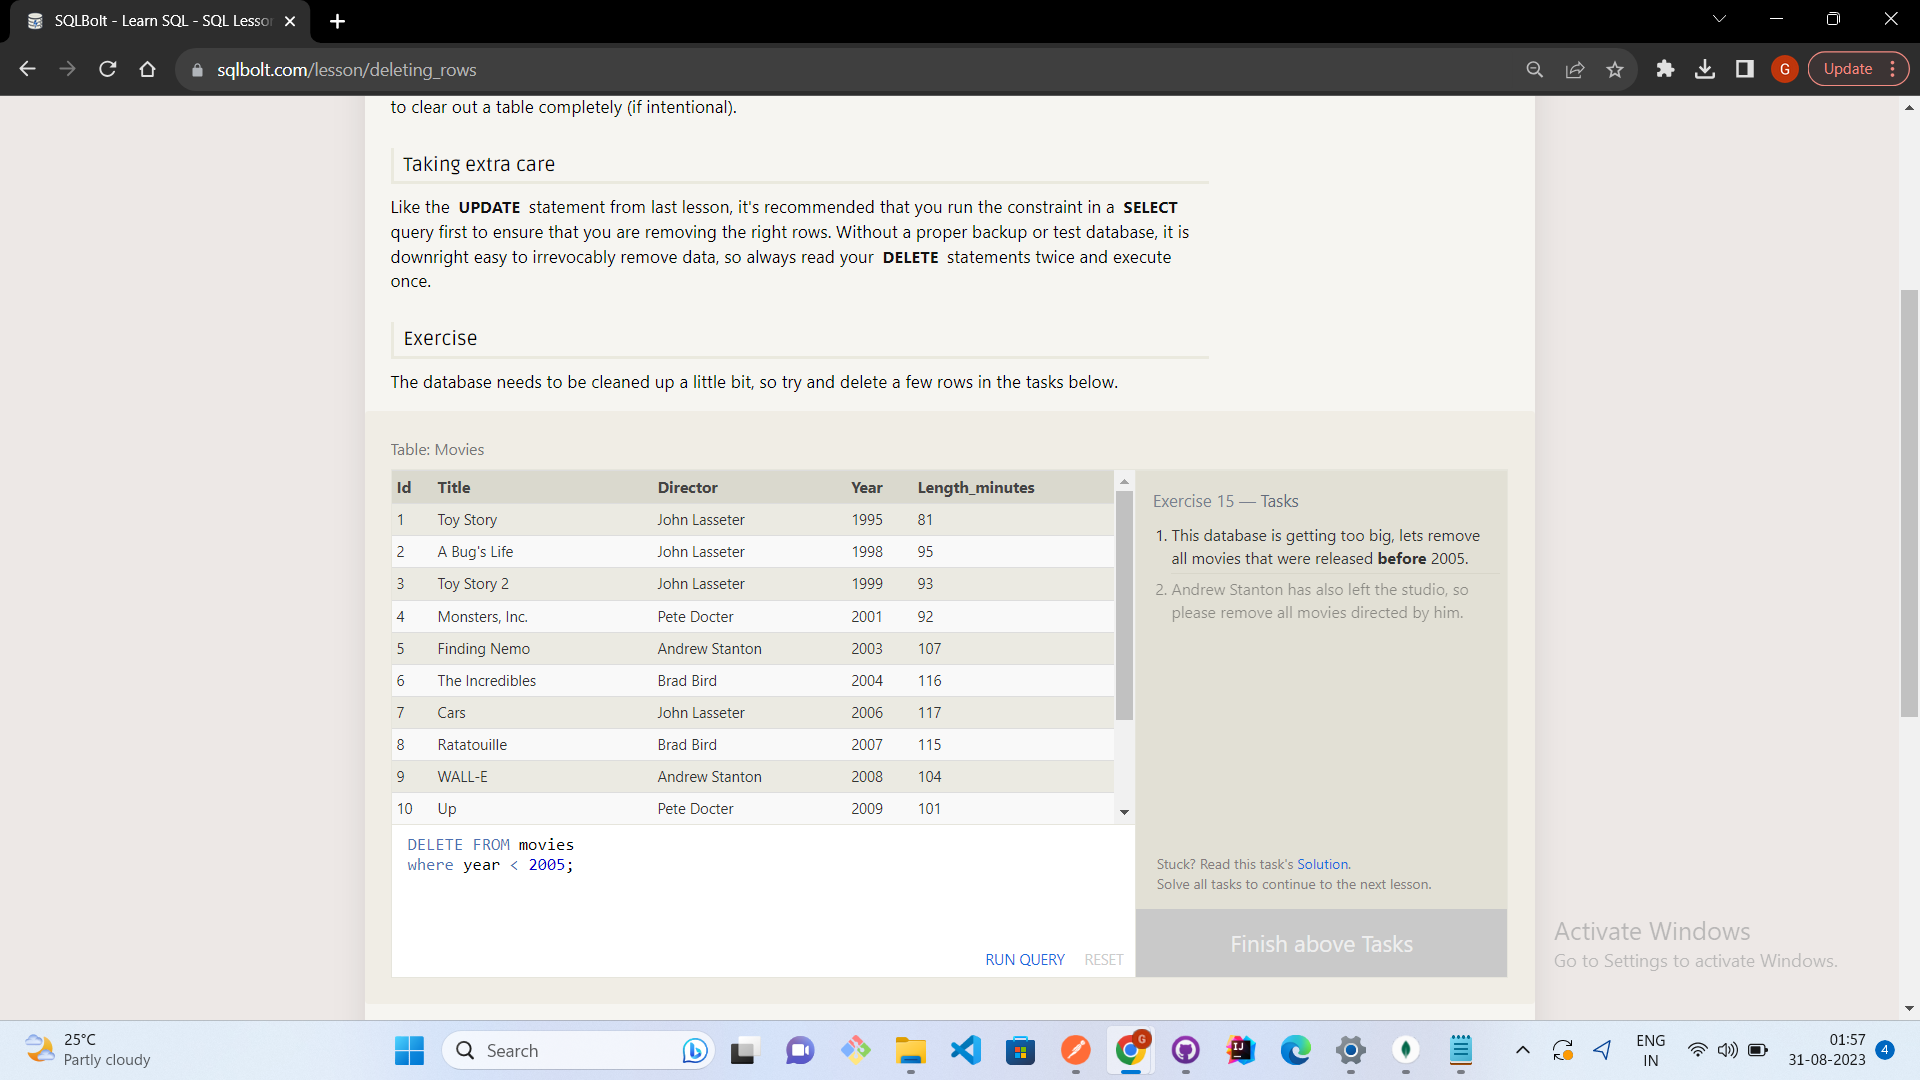 SQLBolt - Learn SQL - SQL Lesson
sqlbolt.com/lesson/deleting_rows
G
Update
to clear out a table completely (if intentional).
Taking extra care
Like the UPDATE statement from last lesson, it's recommended that you run the constraint in a SELECT
query first to ensure that you are removing the right rows. Without a proper backup or test database, it is
downright easy to irrevocably remove data, so always read your DELETE statements twice and execute
once.
Exercise
The database needs to be cleaned up a little bit, so try and delete a few rows in the tasks below.
Table: Movies
Id Title Director Year Length_minutes
1 Toy Story John Lasseter 1995 81
2 A Bug's Life John Lasseter 1998 95
3 Toy Story 2 John Lasseter 1999 93
4 Monsters, Inc. Pete Docter 2001 92
5 Finding Nemo Andrew Stanton 2003 107
6 The Incredibles Brad Bird 2004 116
7 Cars John Lasseter 2006 117
8 Ratatouille Brad Bird 2007 115
9 WALL-E Andrew Stanton 2008 104
10 Up Pete Docter 2009 101
DELETE FROM movies
where year < 2005;
RUN QUERY RESET
Exercise 15 — Tasks
1. This database is getting too big, lets remove
all movies that were released before 2005.
2. Andrew Stanton has also left the studio, so
please remove all movies directed by him.
Stuck? Read this task's Solution.
Solve all tasks to continue to the next lesson.
Finish above Tasks
Activate Windows
Go to Settings to activate Windows.
25°C
Partly cloudy
Search
G
IJ
ENG
IN
01:57
31-08-2023
4